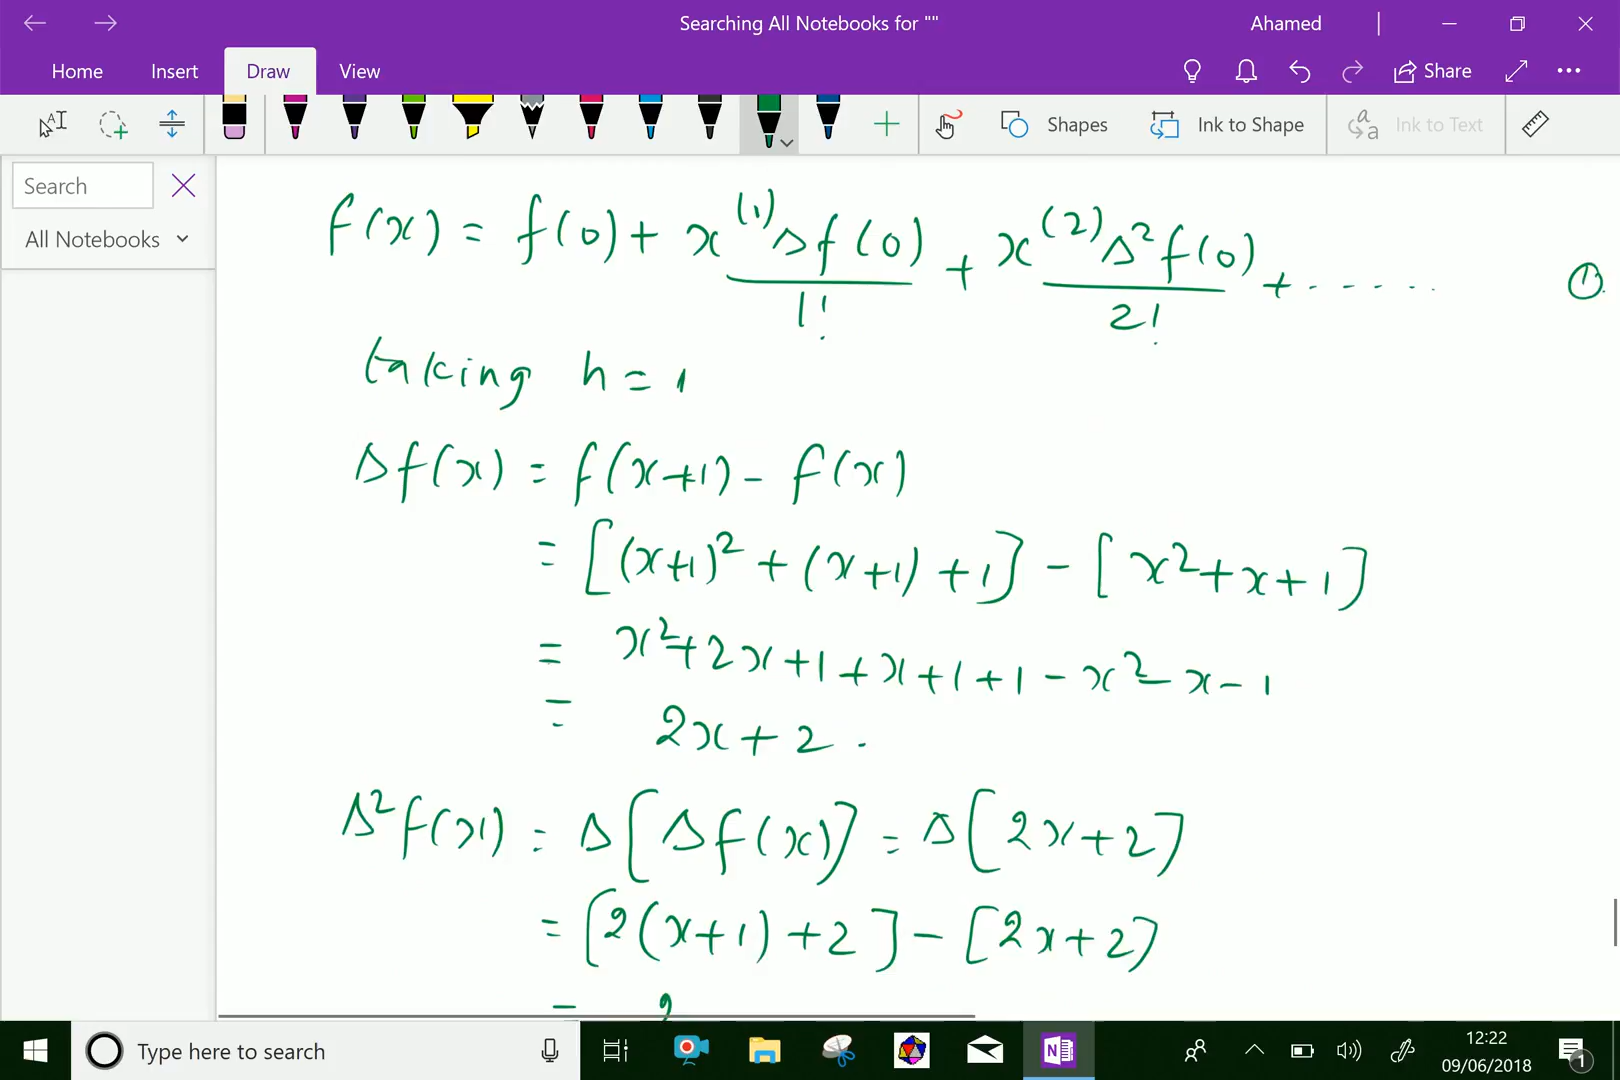 Searching All Notebooks for ""
Ahamed
Home Insert Draw View
Share
Shapes
Ink to Shape
Ink to Text
Search
All Notebooks
f(x) = f(0) + x^(1) Δf(0)/1! + x^(2) Δ²f(0)/2! + ...... ①
taking h = 1
Δf(x) = f(x+1) - f(x)
= [(x+1)² + (x+1) + 1] - [x² + x + 1]
= x² + 2x + 1 + x + 1 + 1 - x² - x - 1
= 2x + 2 .
Δ²f(x) = Δ[Δf(x)] = Δ[2x + 2]
= [2(x+1) + 2] - [2x + 2]
Type here to search
12:22
09/06/2018
1